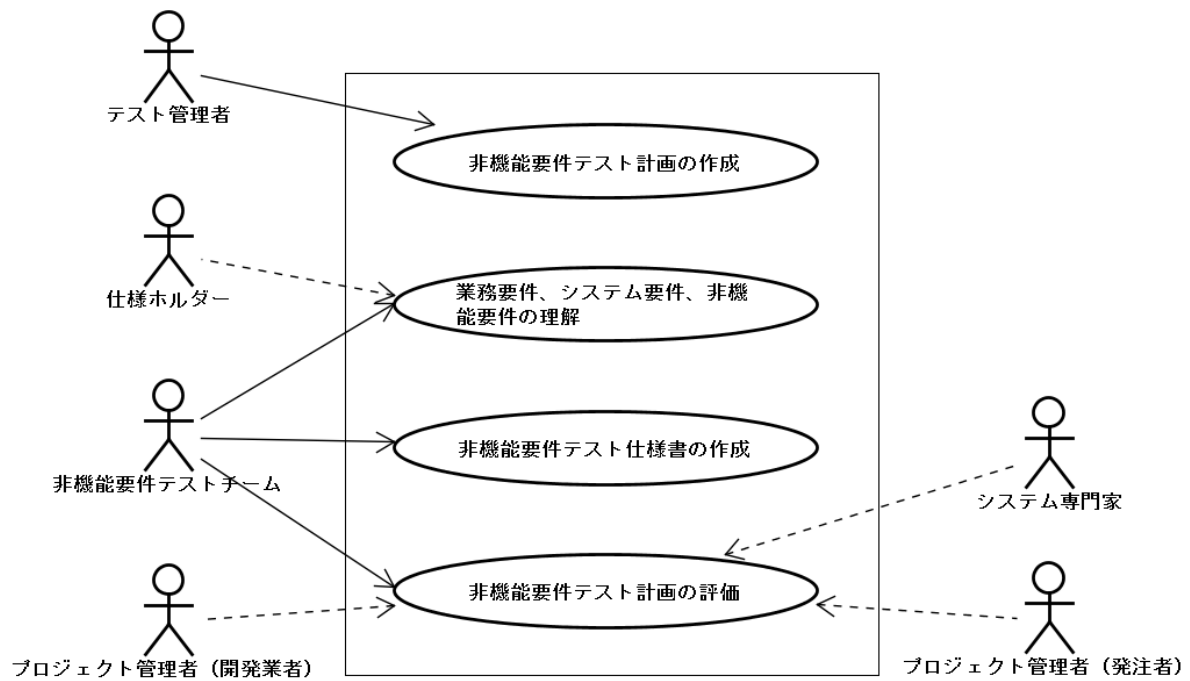 テスト管理者
非機能要件テスト計画の作成
仕様ホルダー
業務要件、システム要件、非機
能要件の理解
非機能要件テストチーム
非機能要件テスト仕様書の作成
システム専門家
非機能要件テスト計画の評価
プロジェクト管理者（開発業者）
プロジェクト管理者（発注者）